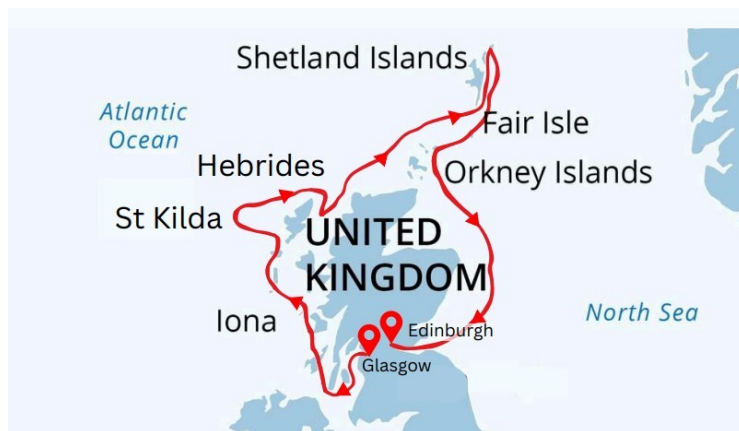 Shetland Islands
Atlantic
Ocean
Fair Isle
Hebrides
Orkney Islands
St Kilda
UNITED
KINGDOM
Iona
North Sea
Edinburgh
Glasgow